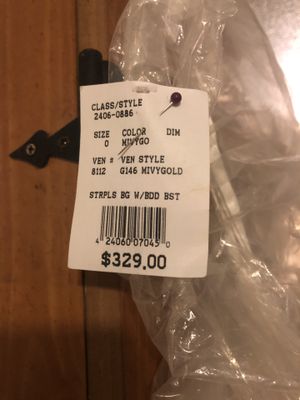 CLASS/STYLE
2406-0886
SIZE COLOR DIM
0 MIVYGO
VEN # VEN STYLE
8112 G146 MIVYGOLD
STRPLS BG W/BDD BST
4 24060 07045 0
$329.00